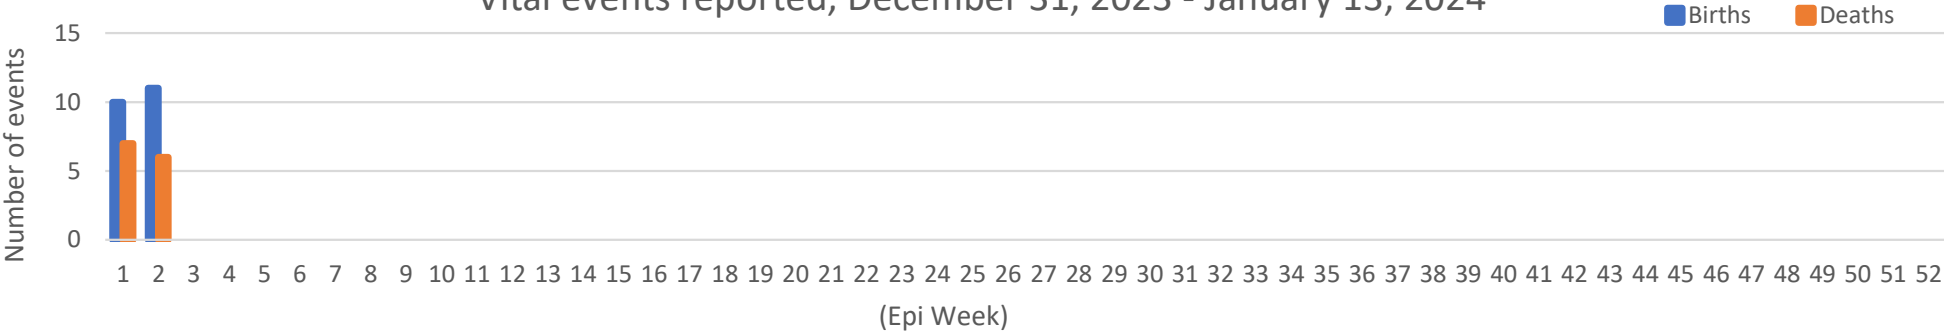 Vital events reported, December 31, 2023 - January 13, 2024
Births Deaths
Number of events
15
10
5
0
1 2 3 4 5 6 7 8 9 10 11 12 13 14 15 16 17 18 19 20 21 22 23 24 25 26 27 28 29 30 31 32 33 34 35 36 37 38 39 40 41 42 43 44 45 46 47 48 49 50 51 52
(Epi Week)